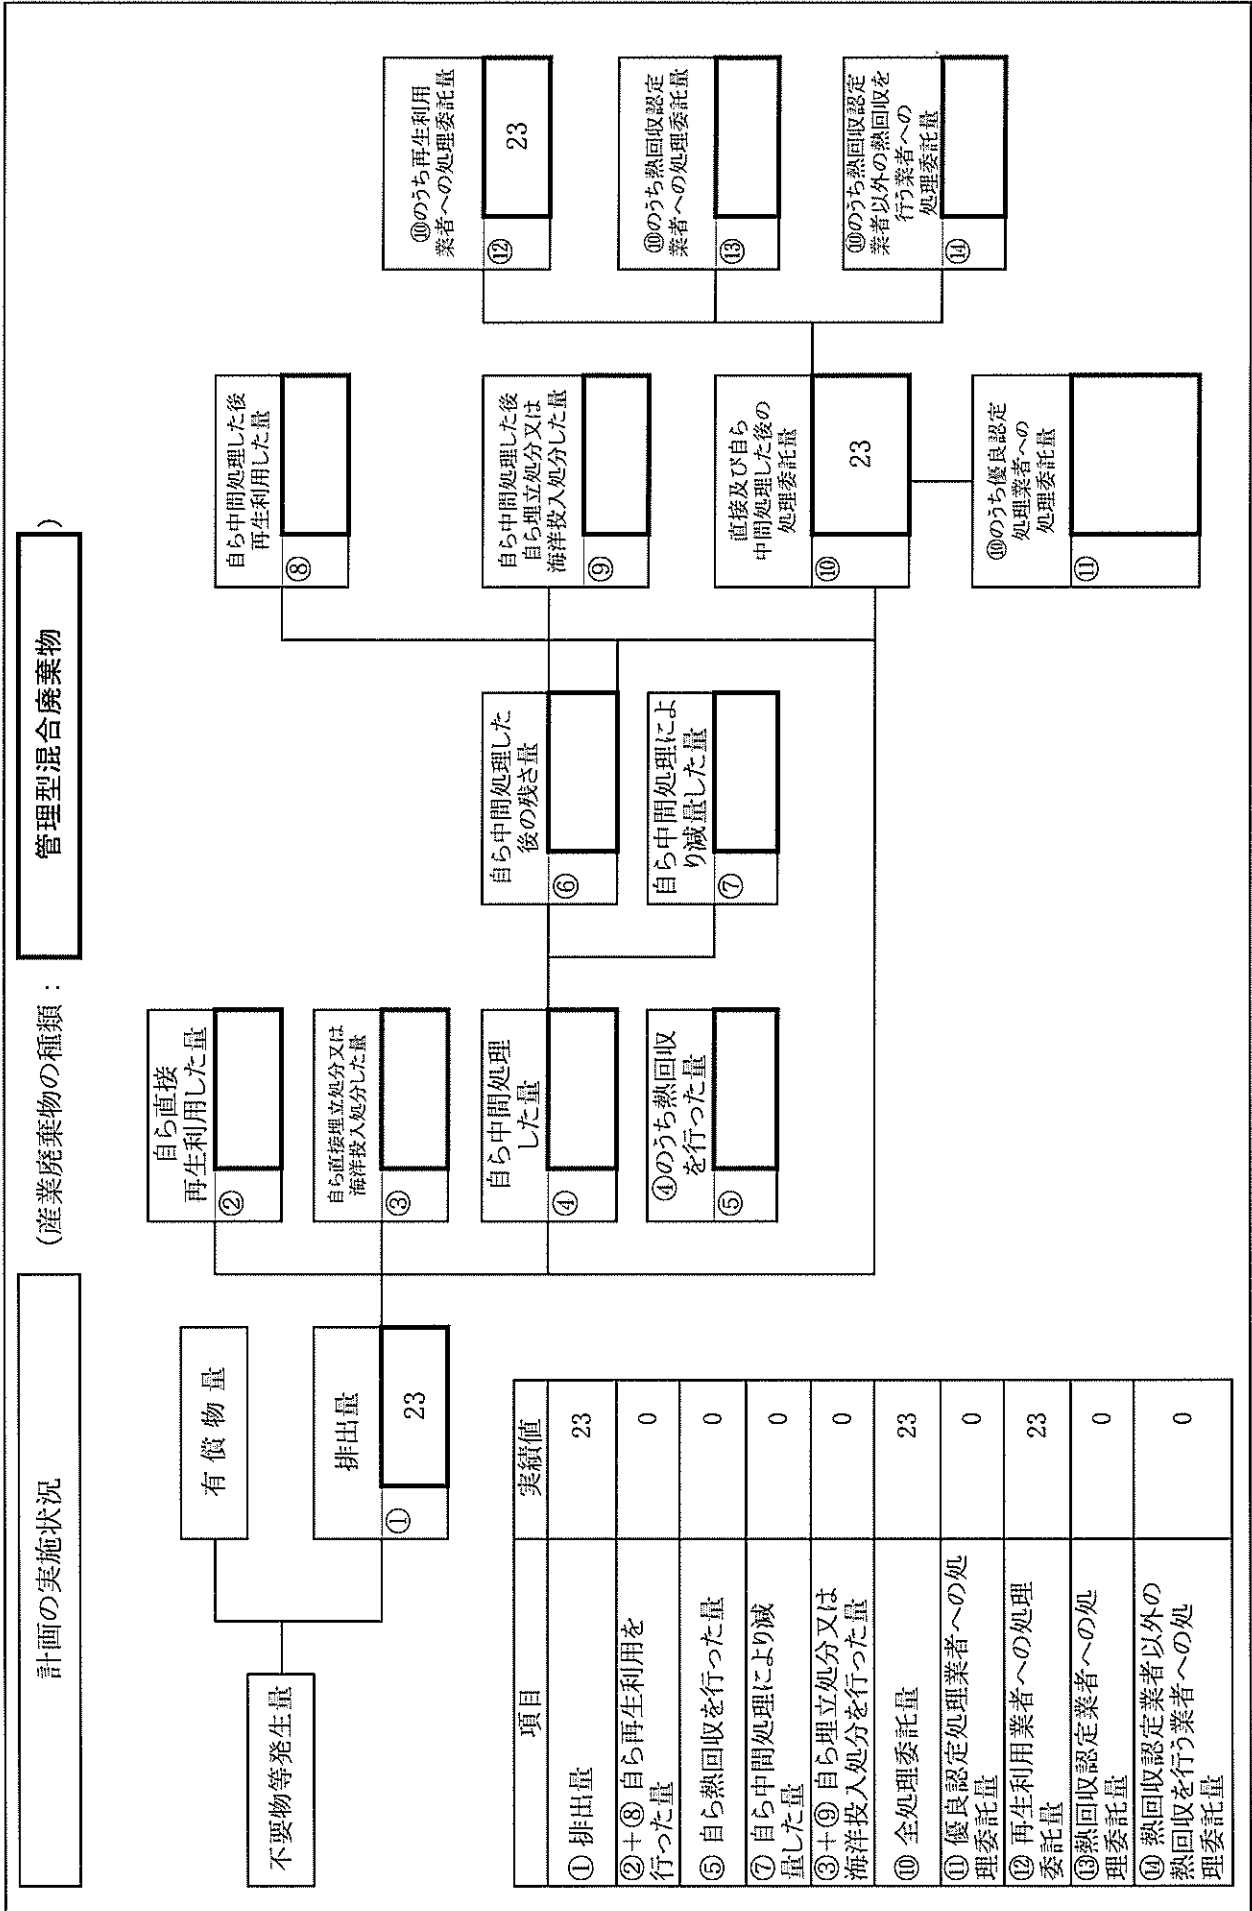 計画の実施状況
(産業廃棄物の種類:
管理型混合廃棄物
)
不要物等発生量
有償物量
排出量
①
23
自ら直接
再生利用した量
②
自ら直接埋立処分又は
海洋投入処分した量
③
自ら中間処理
した量
④
④のうち熱回収
を行った量
⑤
自ら中間処理した
後の残さ量
⑥
自ら中間処理によ
り減量した量
⑦
自ら中間処理した後
再生利用した量
⑧
自ら中間処理した後
自ら埋立処分又は
海洋投入処分した量
⑨
直接及び自ら
中間処理した後の
処理委託量
⑩
23
⑩のうち優良認定
処理業者への
処理委託量
⑪
⑩のうち再生利用
業者への処理委託量
⑫
23
⑩のうち熱回収認定
業者への処理委託量
⑬
⑩のうち熱回収認定
業者以外の熱回収を
行う業者への
処理委託量
⑭
項目 実績値
① 排出量 23
②+⑧ 自ら再生利用を
行った量 0
⑤ 自ら熱回収を行った量 0
⑦ 自ら中間処理により減
量した量 0
③+⑨ 自ら埋立処分又は
海洋投入処分を行った量 0
⑩ 全処理委託量 23
⑪ 優良認定処理業者への処
理委託量 0
⑫ 再生利用業者への処理
委託量 23
⑬熱回収認定業者への処
理委託量 0
⑭ 熱回収認定業者以外の
熱回収を行う業者への処
理委託量 0